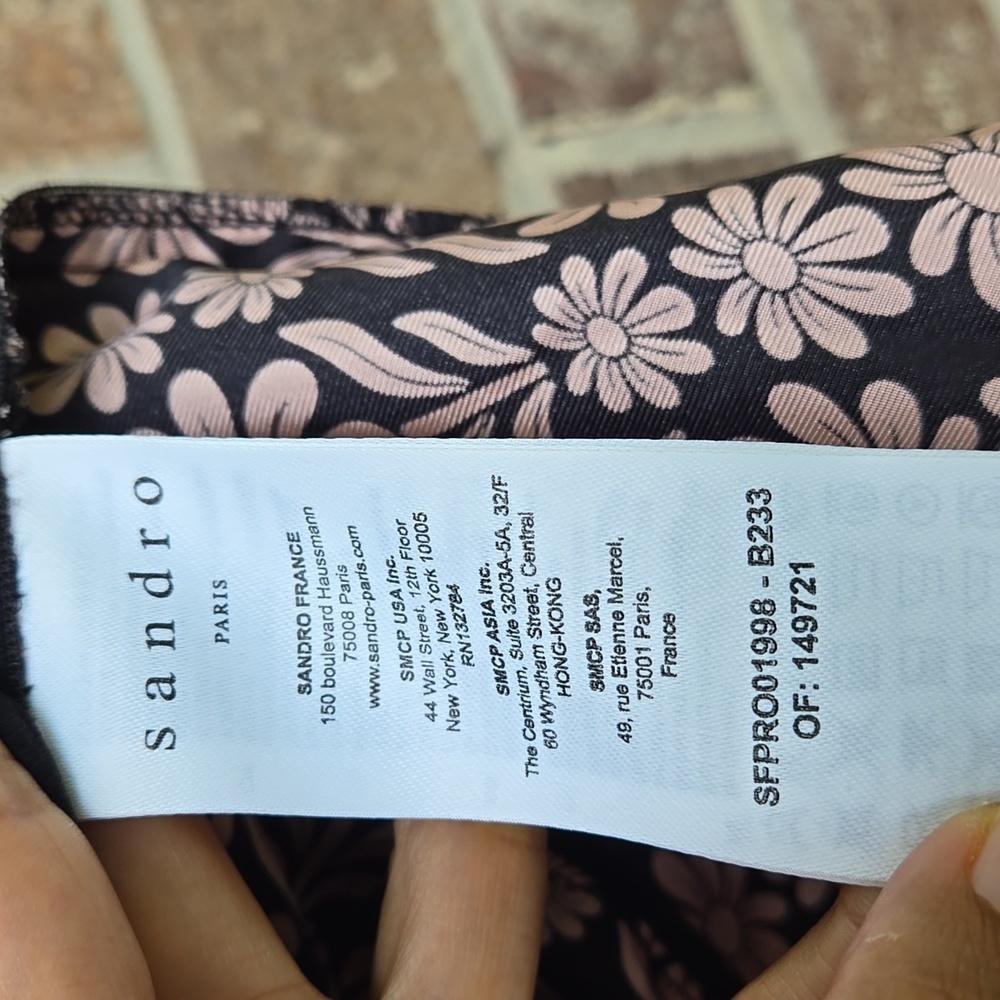 sandro
PARIS
SANDRO FRANCE
150 boulevard Haussmann
75008 Paris
www.sandro-paris.com
SMCP USA Inc.
44 Wall Street, 12th Floor
New York, New York 10005
RN132784
SMCP ASIA Inc.
The Centrium, Suite 3203A-5A, 32/F
60 Wyndham Street, Central
HONG-KONG
SMCP SAS,
49, rue Etienne Marcel,
75001 Paris,
France
SFPRO01998 - B233
OF: 149721